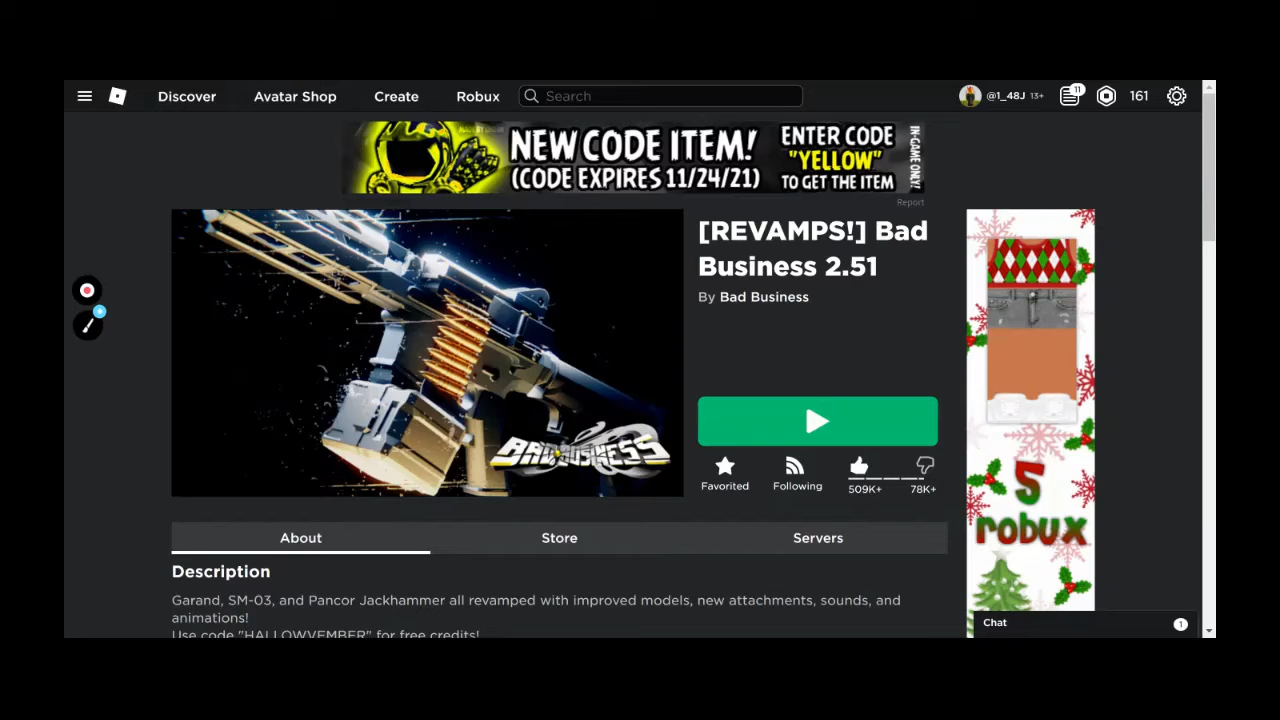 Discover Avatar Shop Create Robux Search @1_48J 13+ 11 161
NEW CODE ITEM!
(CODE EXPIRES 11/24/21)
ENTER CODE
"YELLOW"
TO GET THE ITEM
IN-GAME ONLY!
Report
[REVAMPS!] Bad
Business 2.51
By Bad Business
BAD BUSINESS
Favorited Following 509K+ 78K+
5
robux
About Store Servers
Description
Garand, SM-03, and Pancor Jackhammer all revamped with improved models, new attachments, sounds, and
animations!
Use code "HALLOWVEMBER" for free credits!
Chat 1